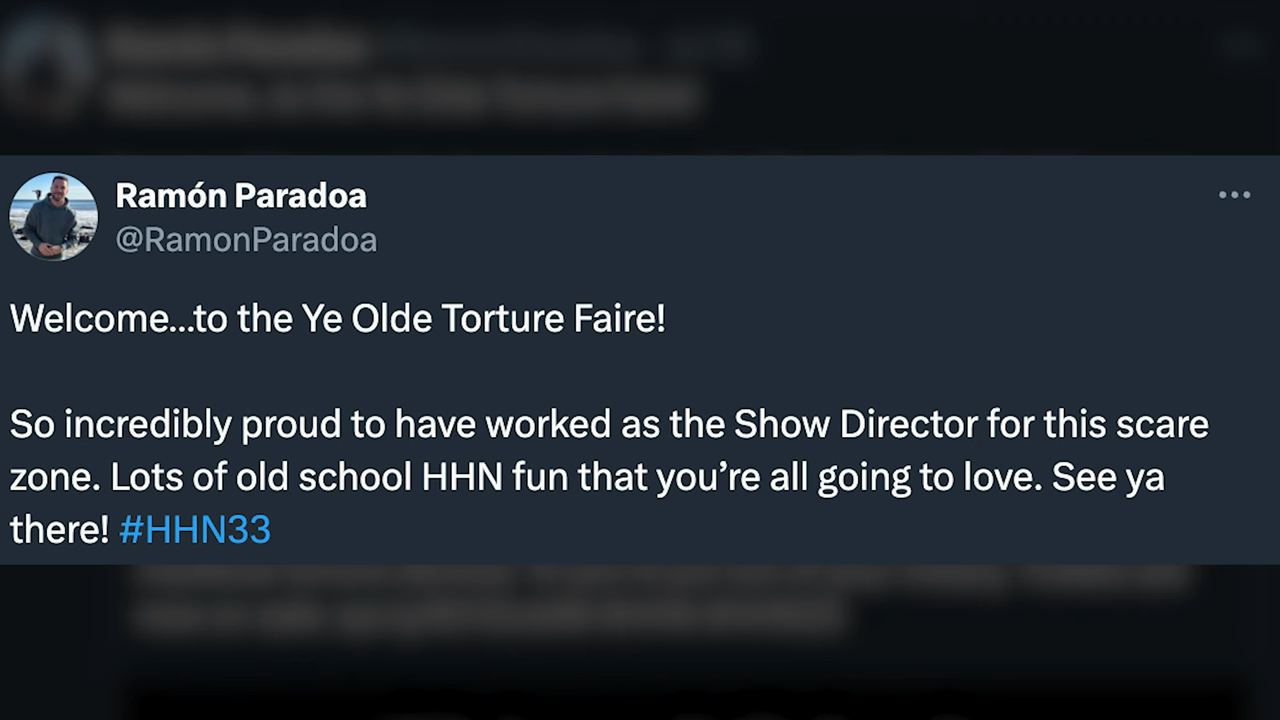 Ramón Paradoa
@RamonParadoa
Welcome...to the Ye Olde Torture Faire!
So incredibly proud to have worked as the Show Director for this scare
zone. Lots of old school HHN fun that you’re all going to love. See ya
there! #HHN33